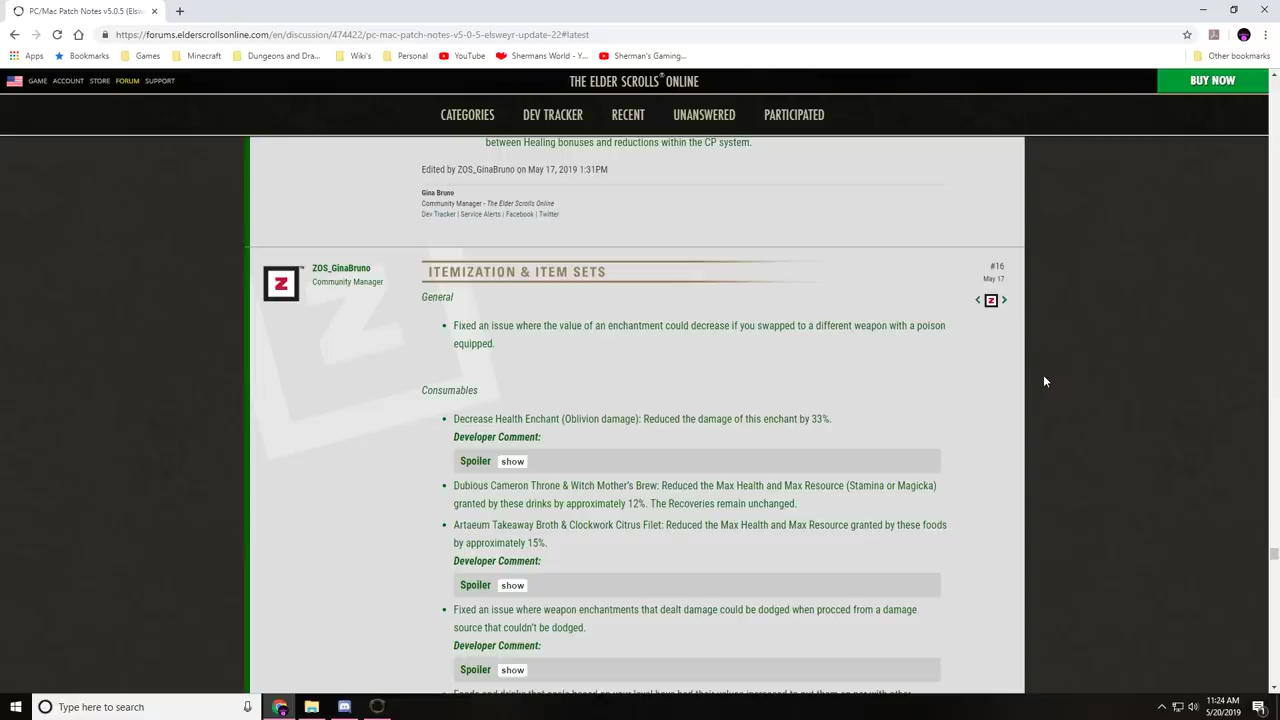 PC/Mac Patch Notes v5.0.5 (Elsw
https://forums.elderscrollsonline.com/en/discussion/474422/pc-mac-patch-notes-v5-0-5-elsweyr-update-22#latest
Apps Bookmarks Games Minecraft Dungeons and Dra... Wiki's Personal YouTube Shermans World - Y... Sherman's Gaming... Other bookmarks
GAME ACCOUNT STORE FORUM SUPPORT THE ELDER SCROLLS ONLINE BUY NOW
CATEGORIES DEV TRACKER RECENT UNANSWERED PARTICIPATED
between Healing bonuses and reductions within the CP system.
Edited by ZOS_GinaBruno on May 17, 2019 1:31PM
Gina Bruno
Community Manager - The Elder Scrolls Online
Dev Tracker | Service Alerts | Facebook | Twitter
ZOS_GinaBruno
Community Manager
ITEMIZATION & ITEM SETS
#16
May 17
General
• Fixed an issue where the value of an enchantment could decrease if you swapped to a different weapon with a poison
equipped.
Consumables
• Decrease Health Enchant (Oblivion damage): Reduced the damage of this enchant by 33%.
Developer Comment:
Spoiler show
• Dubious Cameron Throne & Witch Mother's Brew: Reduced the Max Health and Max Resource (Stamina or Magicka)
granted by these drinks by approximately 12%. The Recoveries remain unchanged.
• Artaeum Takeaway Broth & Clockwork Citrus Filet: Reduced the Max Health and Max Resource granted by these foods
by approximately 15%.
Developer Comment:
Spoiler show
• Fixed an issue where weapon enchantments that dealt damage could be dodged when procced from a damage
source that couldn't be dodged.
Developer Comment:
Spoiler show
Type here to search
11:24 AM
5/20/2019